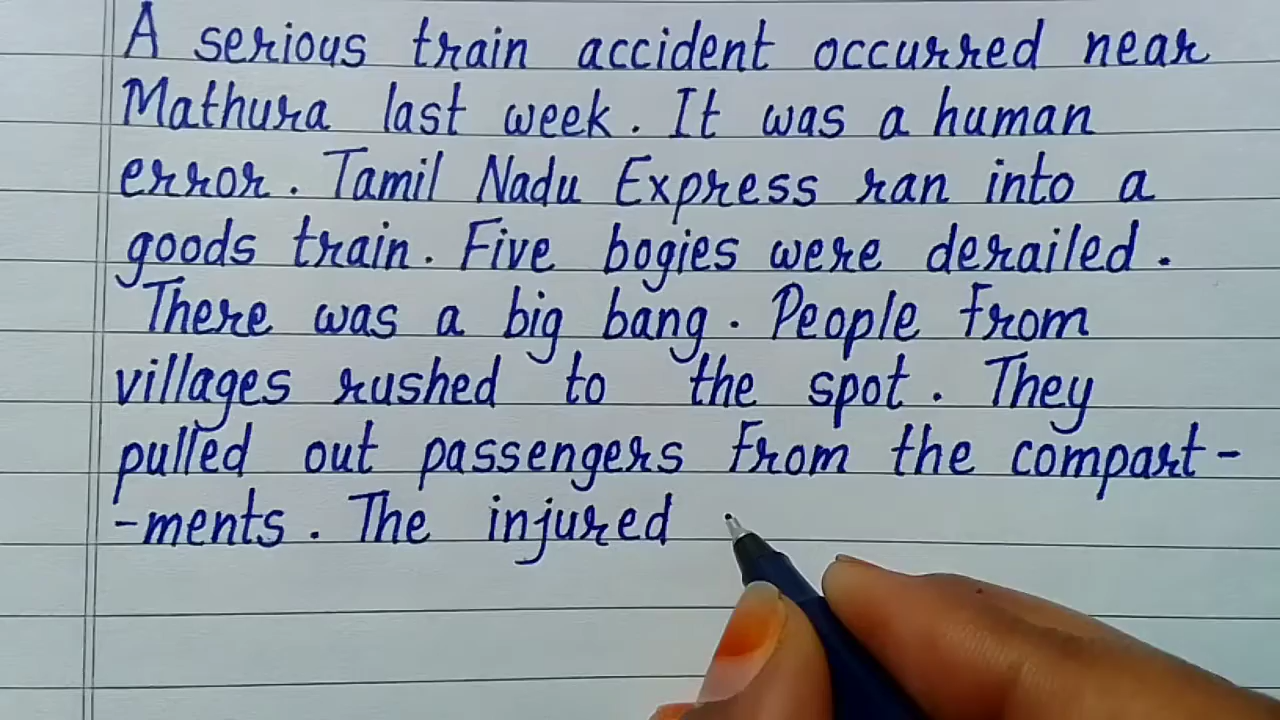 A serious train accident occurred near
Mathura last week. It was a human
error. Tamil Nadu Express ran into a
goods train. Five bogies were derailed.
There was a big bang. People from
villages rushed to the spot. They
pulled out passengers from the compart-
-ments. The injured